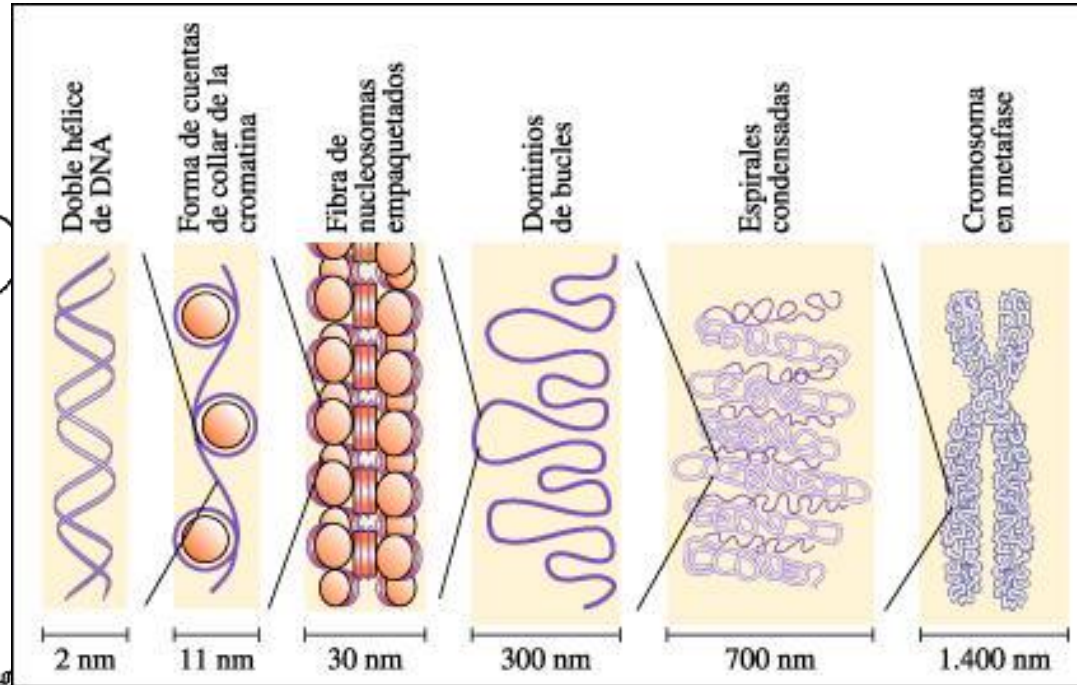 Doble hélice
de DNA
Forma de cuentas
de collar de la
cromatina
Fibra de
nucleosomas
empaquetados
Dominios
de bucles
Espirales
condensadas
Cromosoma
en metafase
2 nm
11 nm
30 nm
300 nm
700 nm
1.400 nm